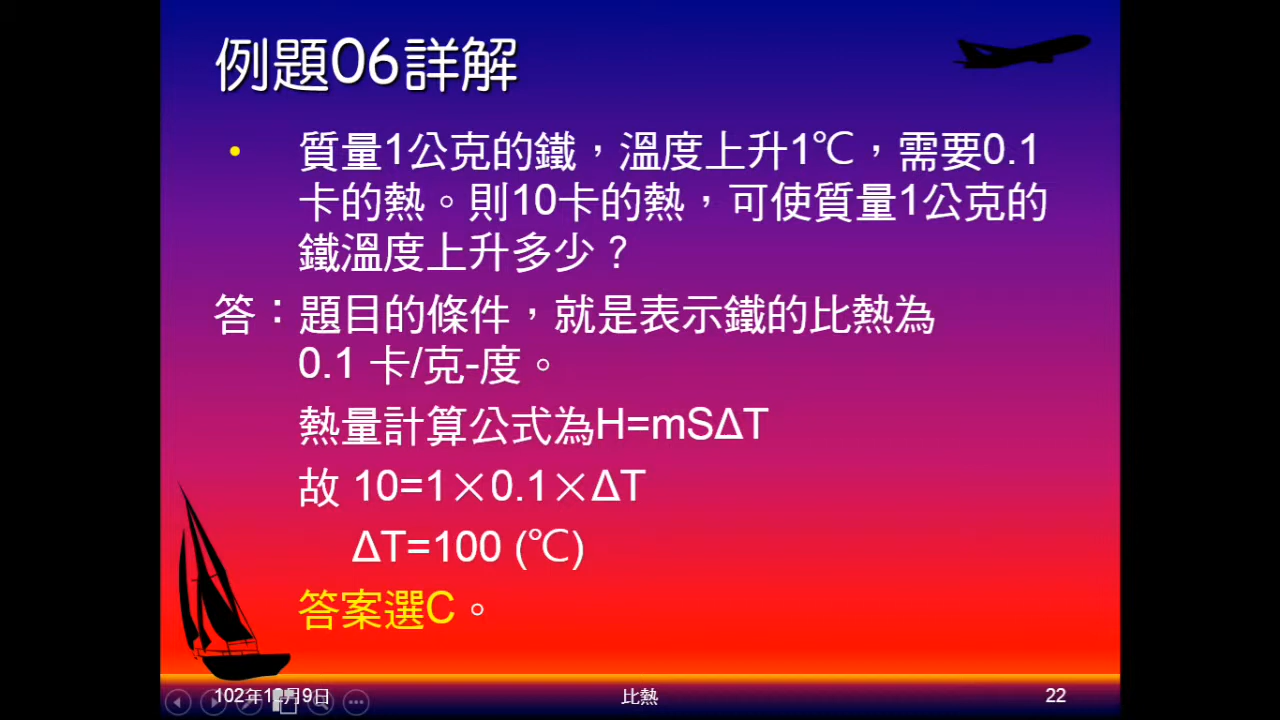 例題06詳解
• 質量1公克的鐵，溫度上升1℃，需要0.1
卡的熱。則10卡的熱，可使質量1公克的
鐵溫度上升多少？
答：題目的條件，就是表示鐵的比熱為
0.1 卡/克-度。
熱量計算公式為H=mSΔT
故 10=1×0.1×ΔT
ΔT=100 (℃)
答案選C。
102年12月9日
比熱
22